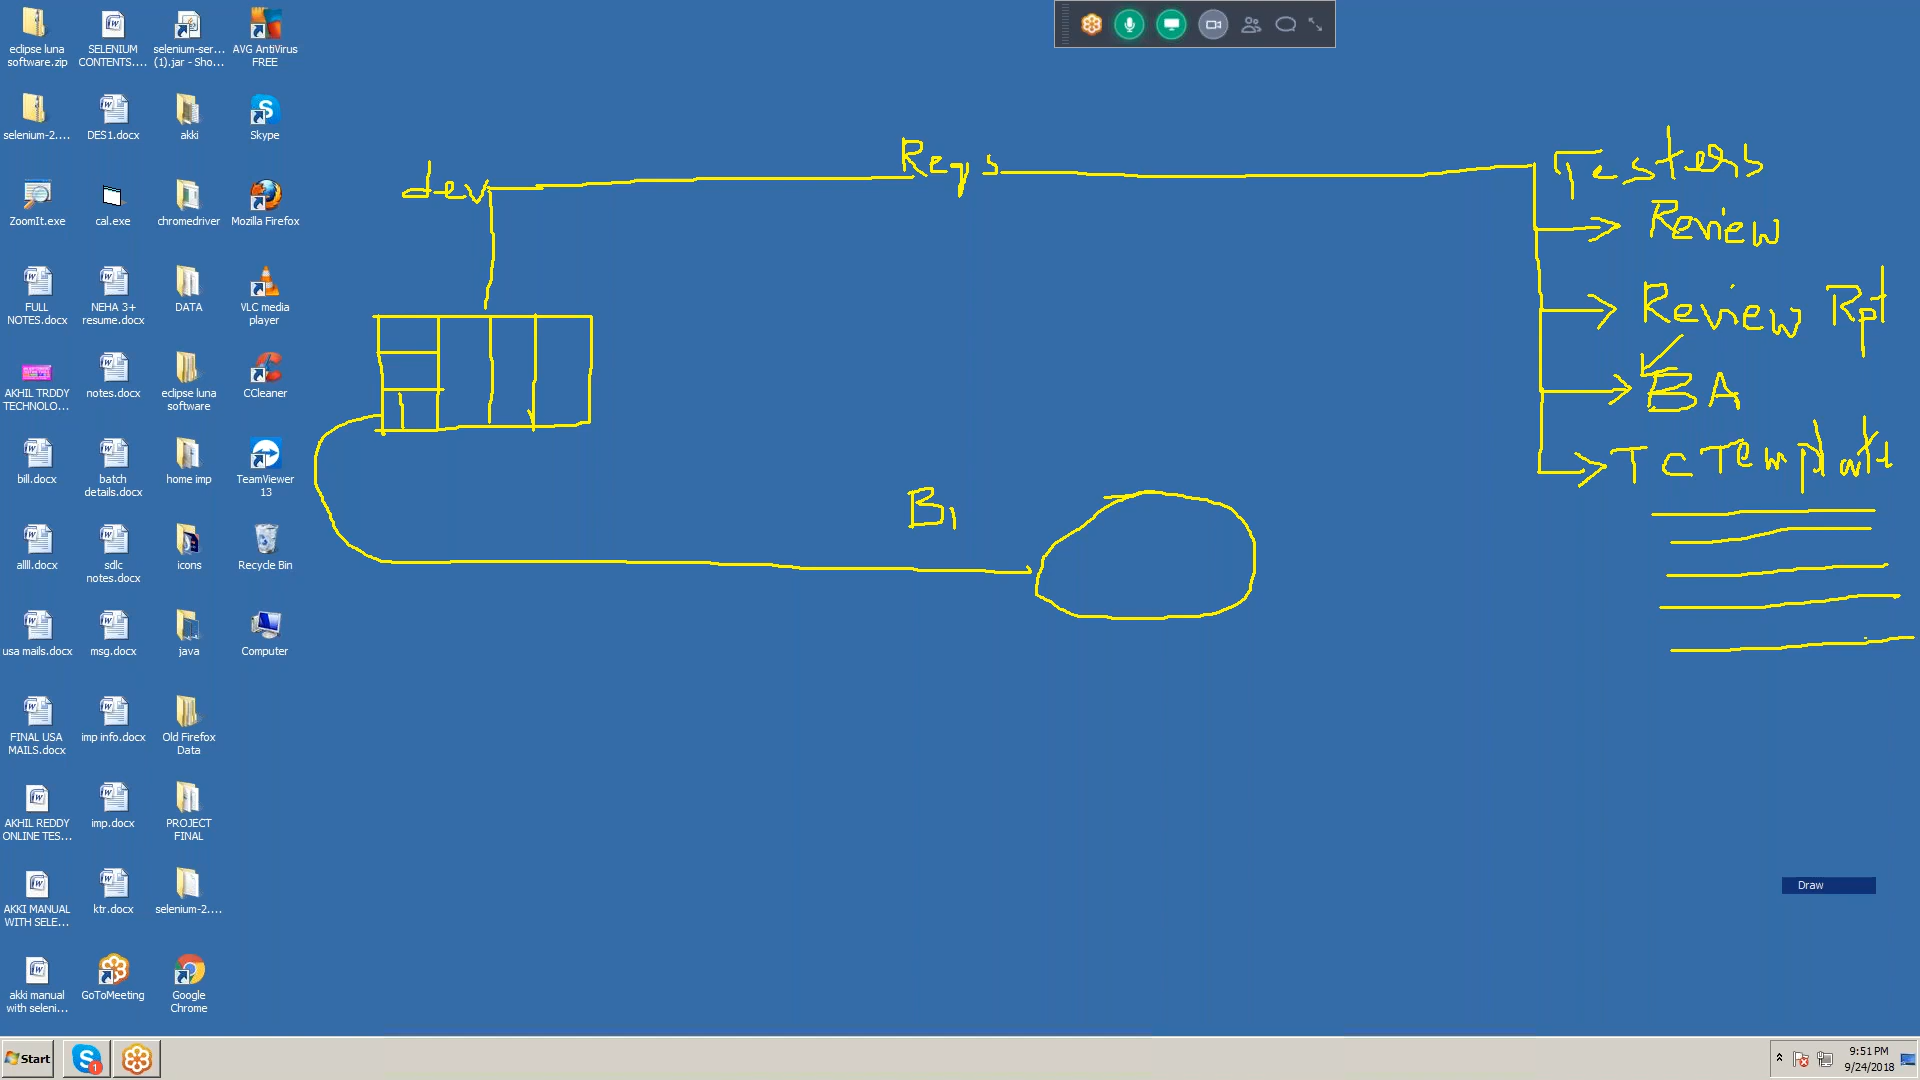 eclipse luna
software.zip
SELENIUM
CONTENTS....
selenium-ser...
(1).jar - Sho...
AVG AntiVirus
FREE
selenium-2....
DES1.docx
akki
Skype
ZoomIt.exe
cal.exe
chromedriver
Mozilla Firefox
FULL
NOTES.docx
NEHA 3+
resume.docx
DATA
VLC media
player
AKHIL TRDDY
TECHNOLO...
notes.docx
eclipse luna
software
CCleaner
bill.docx
batch
details.docx
home imp
TeamViewer
13
allll.docx
sdlc
notes.docx
icons
Recycle Bin
usa mails.docx
msg.docx
java
Computer
FINAL USA
MAILS.docx
imp info.docx
Old Firefox
Data
AKHIL REDDY
ONLINE TES...
imp.docx
PROJECT
FINAL
AKKI MANUAL
WITH SELE...
ktr.docx
selenium-2....
akki manual
with seleni...
GoToMeeting
Google
Chrome
dev
Reqs
Testers
Review
Review Rpt
BA
TC Template
B1
Draw
Start
1
9:51 PM
9/24/2018